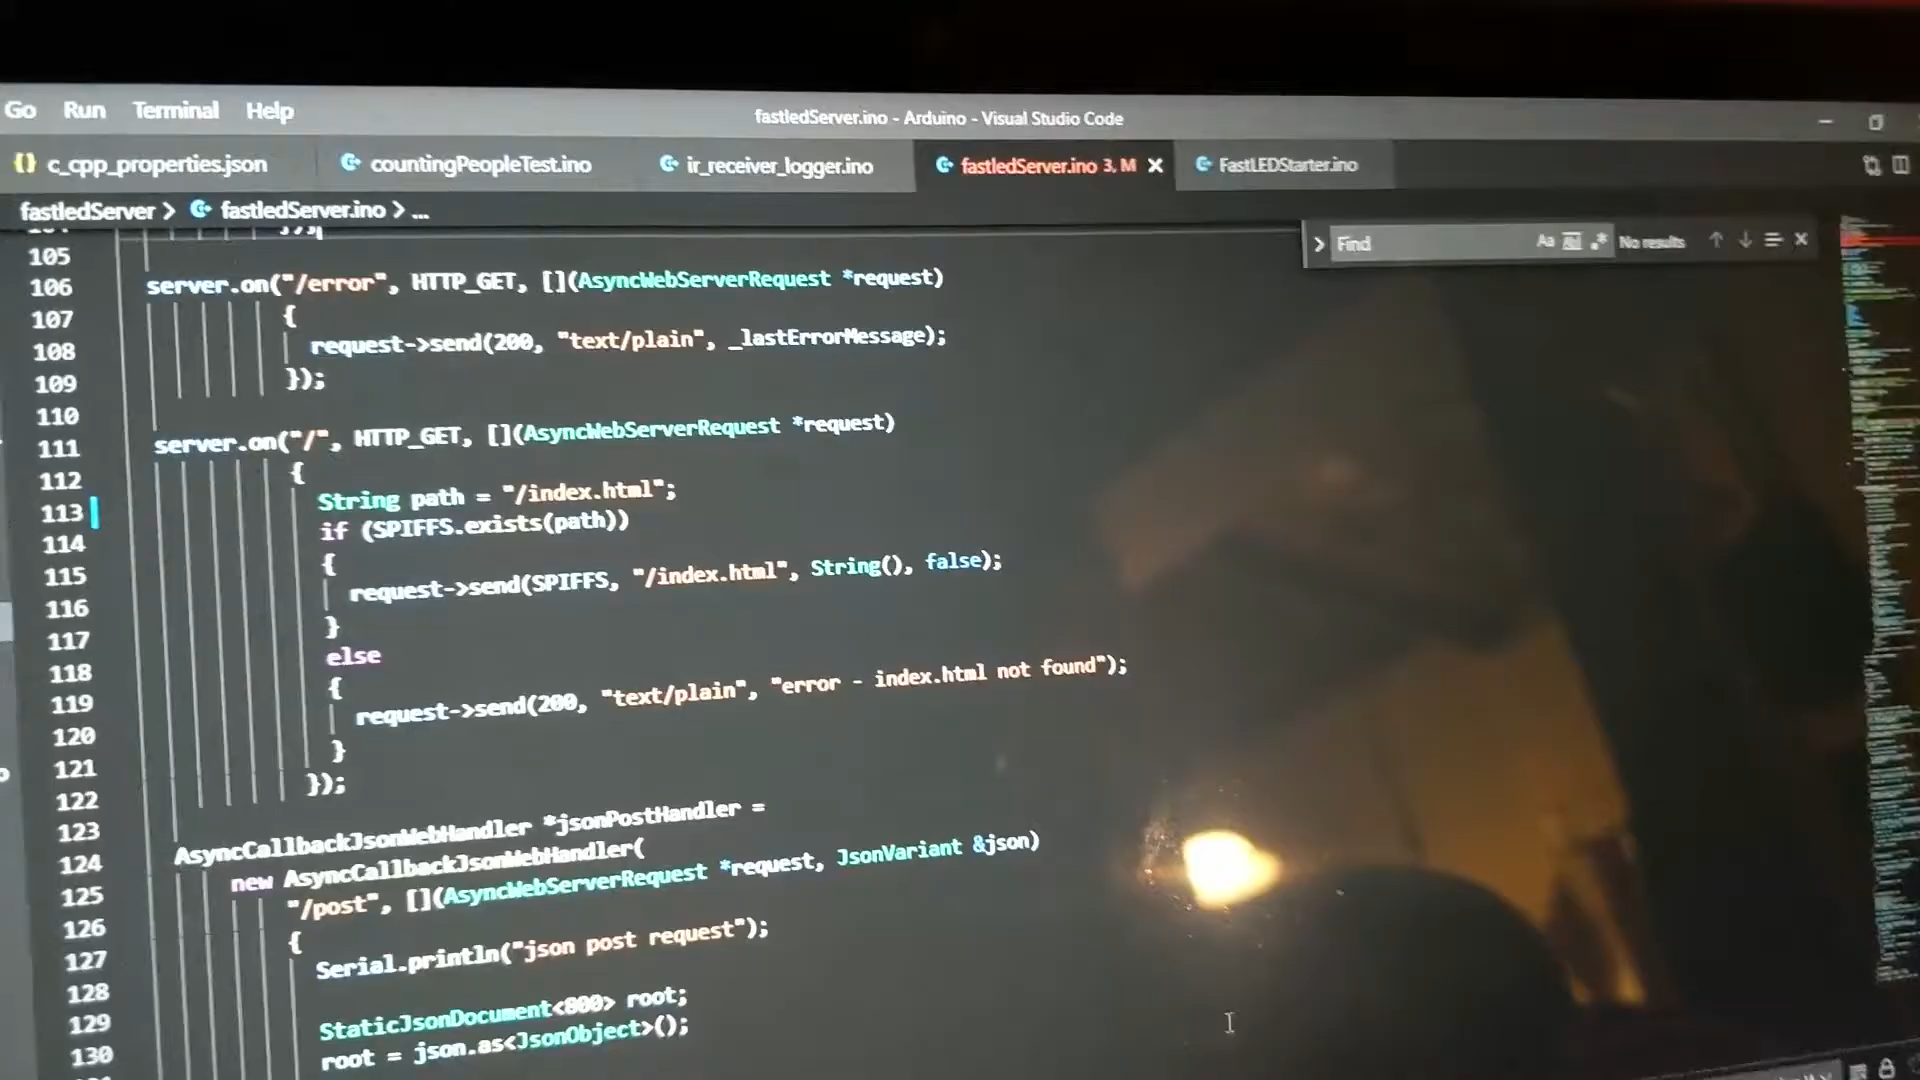 Go Run Terminal Help
fastledServer.ino - Arduino - Visual Studio Code
{} c_cpp_properties.json countingPeopleTest.ino ir_receiver_logger.ino fastledServer.ino 3, M FastLEDStarter.ino
fastledServer > fastledServer.ino > ...
Find Aa No results
105
106 server.on("/error", HTTP_GET, [](AsyncWebServerRequest *request)
107 {
108 request->send(200, "text/plain", _lastErrorMessage);
109 });
110
111 server.on("/", HTTP_GET, [](AsyncWebServerRequest *request)
112 {
113 String path = "/index.html";
114 if (SPIFFS.exists(path))
115 {
116 request->send(SPIFFS, "/index.html", String(), false);
117 }
118 else
119 {
120 request->send(200, "text/plain", "error - index.html not found");
121 }
122 });
123
124 AsyncCallbackJsonWebHandler *jsonPostHandler =
125 new AsyncCallbackJsonWebHandler(
126 "/post", [](AsyncWebServerRequest *request, JsonVariant &json)
127 {
128 Serial.println("json post request");
129
130 StaticJsonDocument<800> root;
root = json.as<JsonObject>();